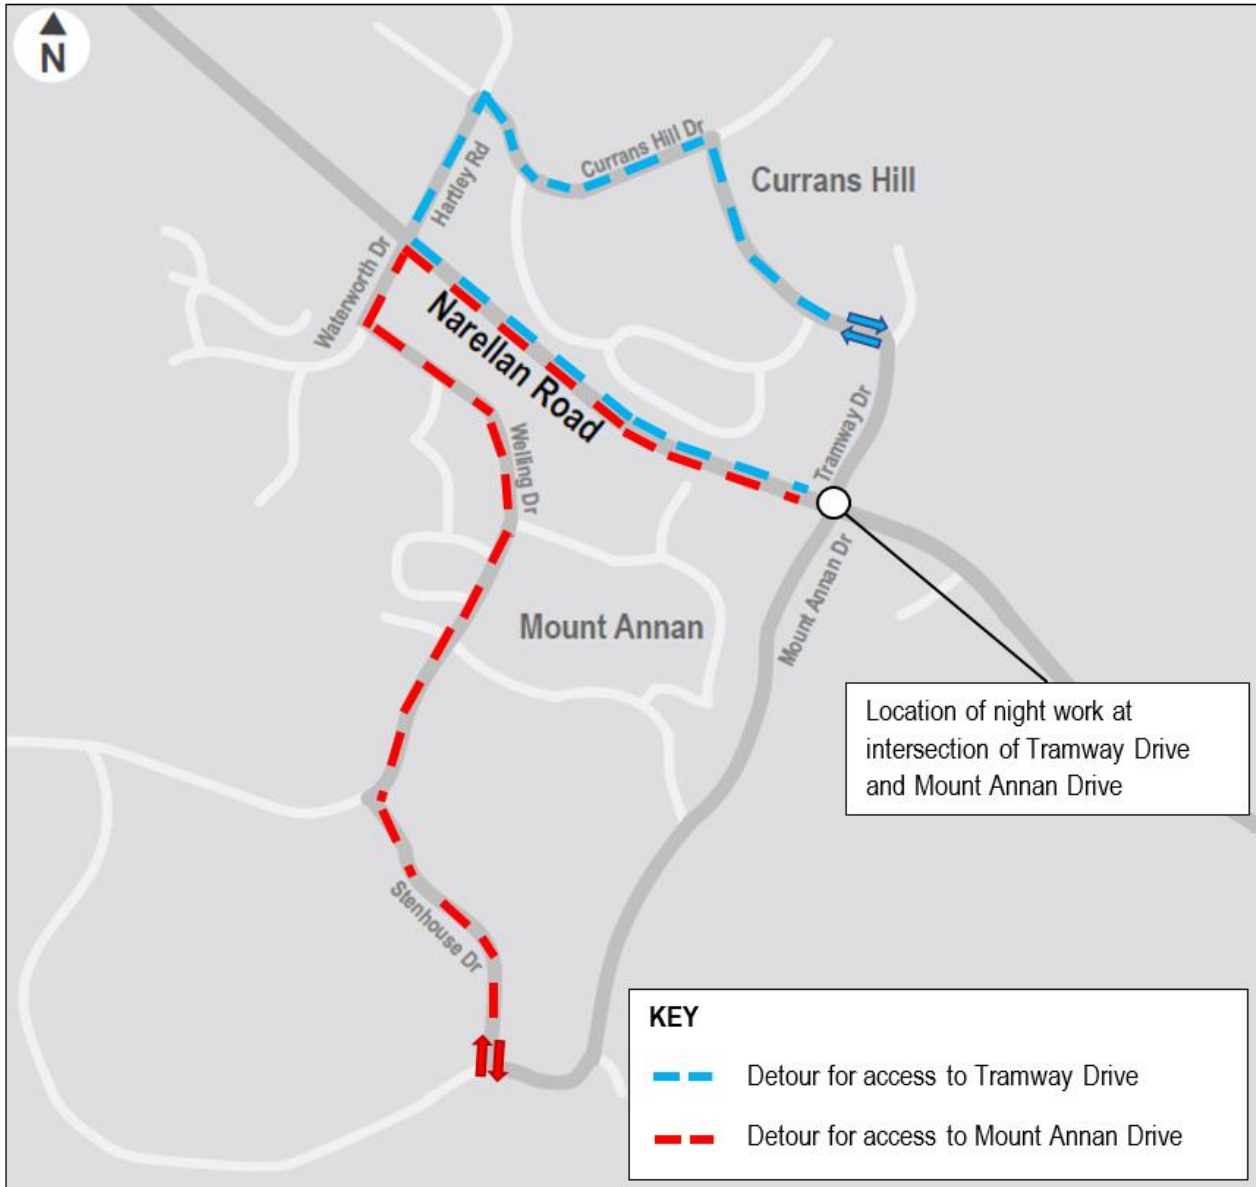 N
Currans Hill Dr
Currans Hill
Hartley Rd
Waterworth Dr
Narellan Road
Tramway Dr
Welling Dr
Mount Annan Dr
Mount Annan
Location of night work at
intersection of Tramway Drive
and Mount Annan Drive
Stenhouse Dr
KEY
Detour for access to Tramway Drive
Detour for access to Mount Annan Drive